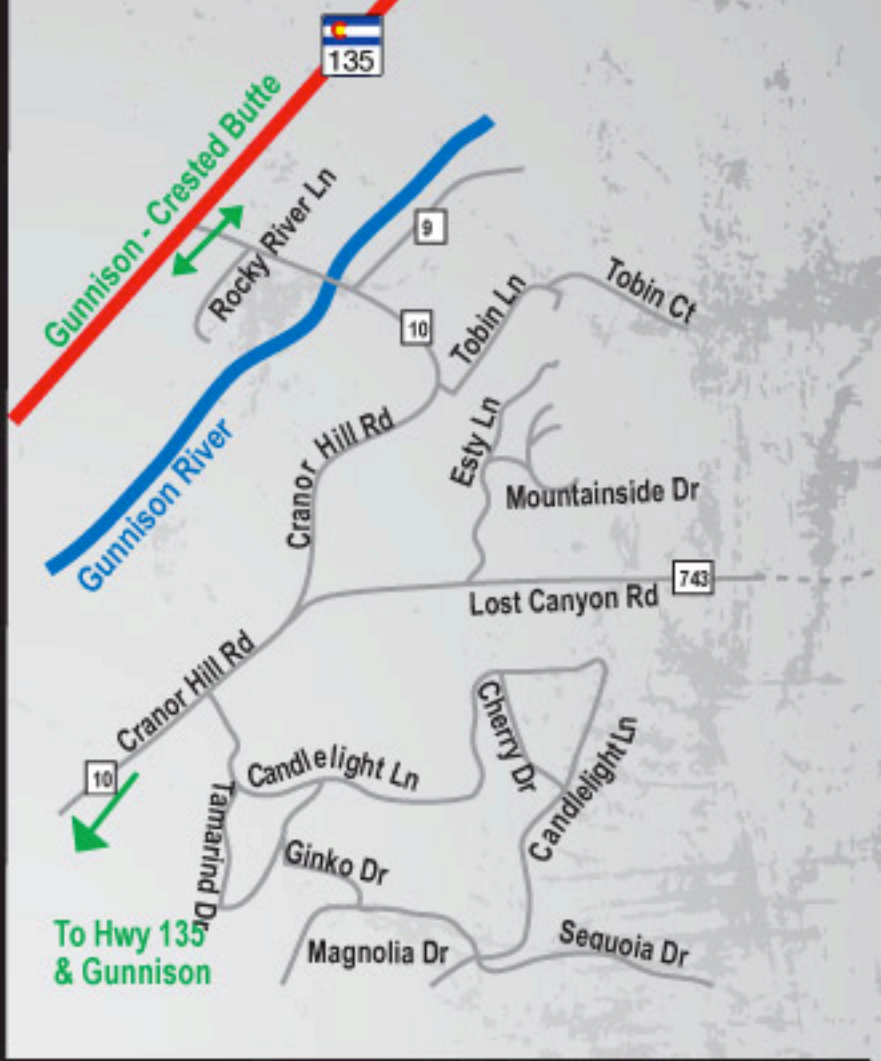 135
Gunnison - Crested Butte
Rocky River Ln
9
10
Tobin Ln
Tobin Ct
Cranor Hill Rd
Esty Ln
Mountainside Dr
Gunnison River
743
Lost Canyon Rd
Cranor Hill Rd
10
Candlelight Ln
Cherry Dr
Candlelight Ln
Tamarind Dr
Ginko Dr
To Hwy 135
& Gunnison
Magnolia Dr
Sequoia Dr